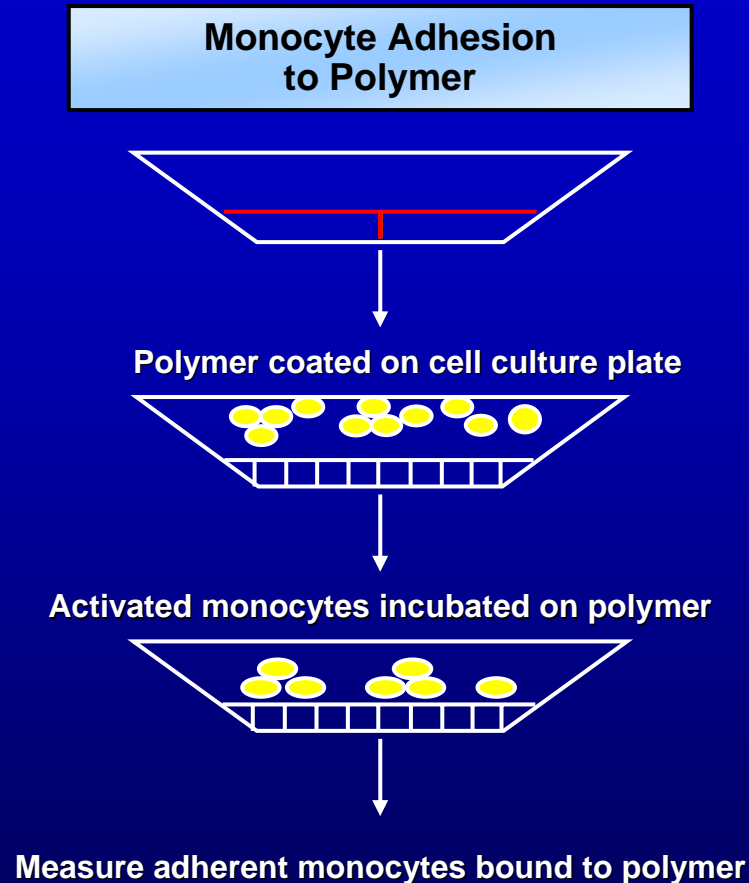 Monocyte Adhesion
to Polymer
Polymer coated on cell culture plate
Activated monocytes incubated on polymer
Measure adherent monocytes bound to polymer